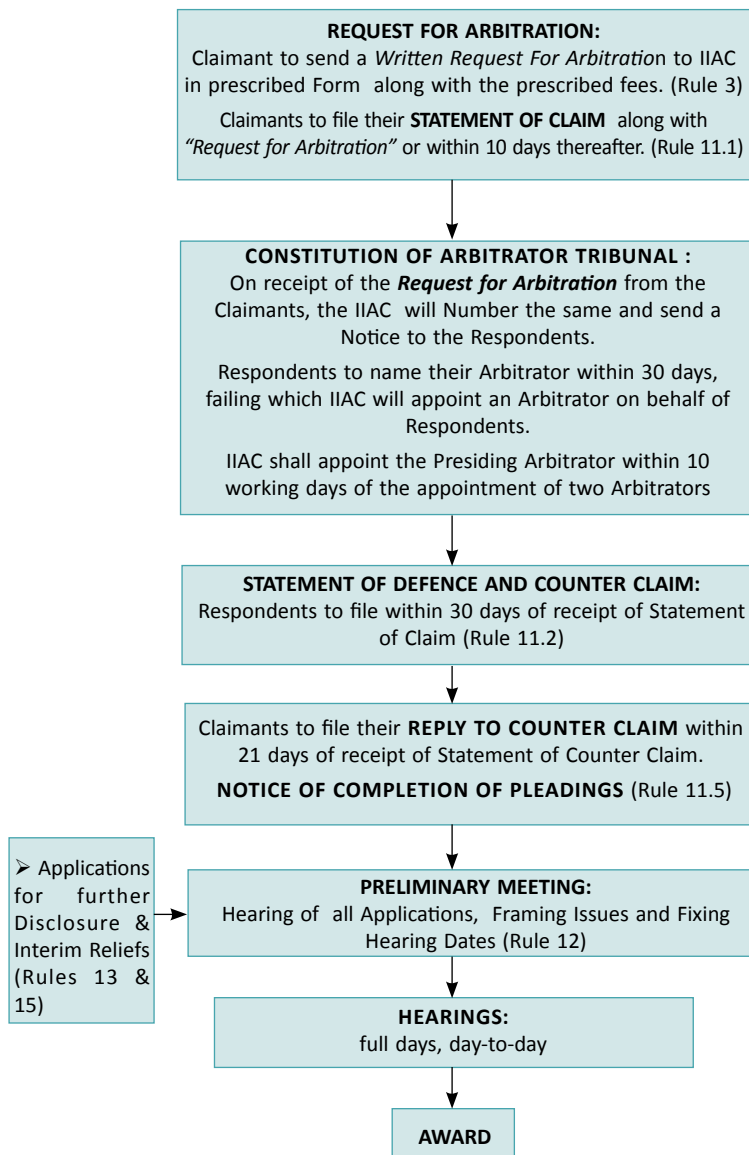 REQUEST FOR ARBITRATION:
Claimant to send a Written Request For Arbitration to IIAC
in prescribed Form along with the prescribed fees. (Rule 3)
Claimants to file their STATEMENT OF CLAIM along with
“Request for Arbitration” or within 10 days thereafter. (Rule 11.1)
CONSTITUTION OF ARBITRATOR TRIBUNAL :
On receipt of the Request for Arbitration from the
Claimants, the IIAC will Number the same and send a
Notice to the Respondents.
Respondents to name their Arbitrator within 30 days,
failing which IIAC will appoint an Arbitrator on behalf of
Respondents.
IIAC shall appoint the Presiding Arbitrator within 10
working days of the appointment of two Arbitrators
STATEMENT OF DEFENCE AND COUNTER CLAIM:
Respondents to file within 30 days of receipt of Statement
of Claim (Rule 11.2)
Claimants to file their REPLY TO COUNTER CLAIM within
21 days of receipt of Statement of Counter Claim.
NOTICE OF COMPLETION OF PLEADINGS (Rule 11.5)
➢ Applications
for further
Disclosure &
Interim Reliefs
(Rules 13 &
15)
PRELIMINARY MEETING:
Hearing of all Applications, Framing Issues and Fixing
Hearing Dates (Rule 12)
HEARINGS:
full days, day-to-day
AWARD